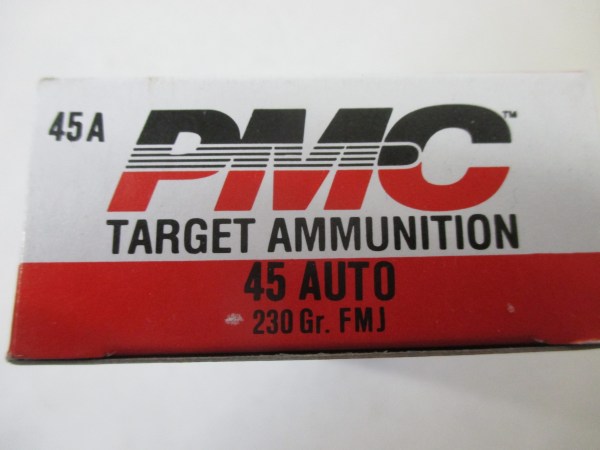 45A
PMC™
TARGET AMMUNITION
45 AUTO
230 Gr. FMJ